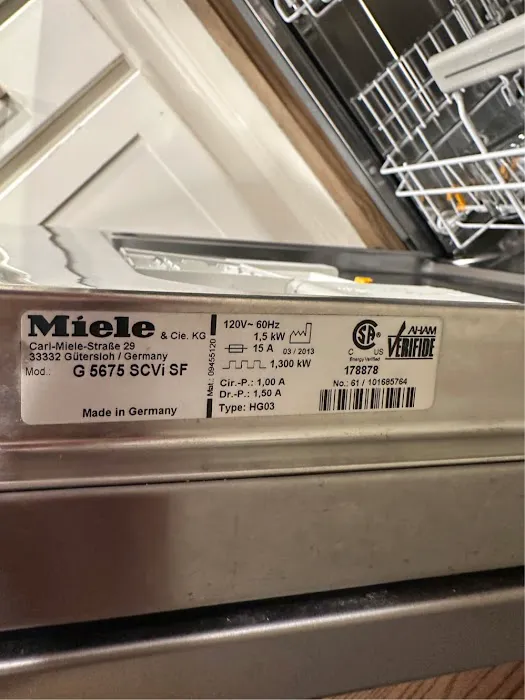 Miele & Cie. KG
Carl-Miele-Straße 29
33332 Gütersloh / Germany
Mod.: G 5675 SCVi SF
Made in Germany
Mat.: 09455120
120V~ 60Hz
1,5 kW
15 A 03 / 2013
1,300 kW
Cir.-P.: 1,00 A
Dr.-P.: 1,50 A
Type: HG03
SA
C US
Energy Verified
AHAM
VERIFIDE
178878
No.: 61 / 101685764